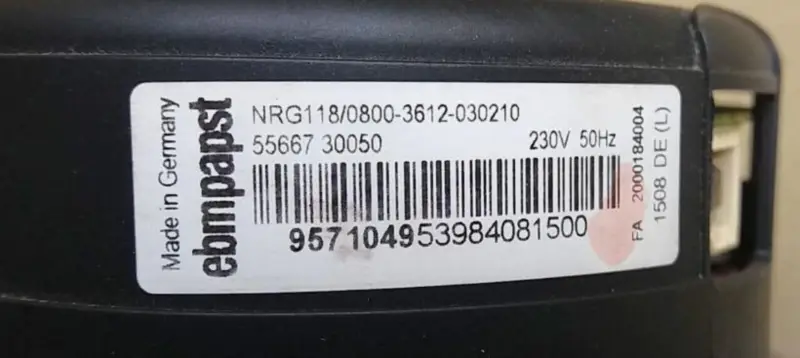 Made in Germany
ebmpapst
NRG118/0800-3612-030210
55667 30050
230V 50Hz
957104953984081500
FA 2000184004
1508 DE (L)